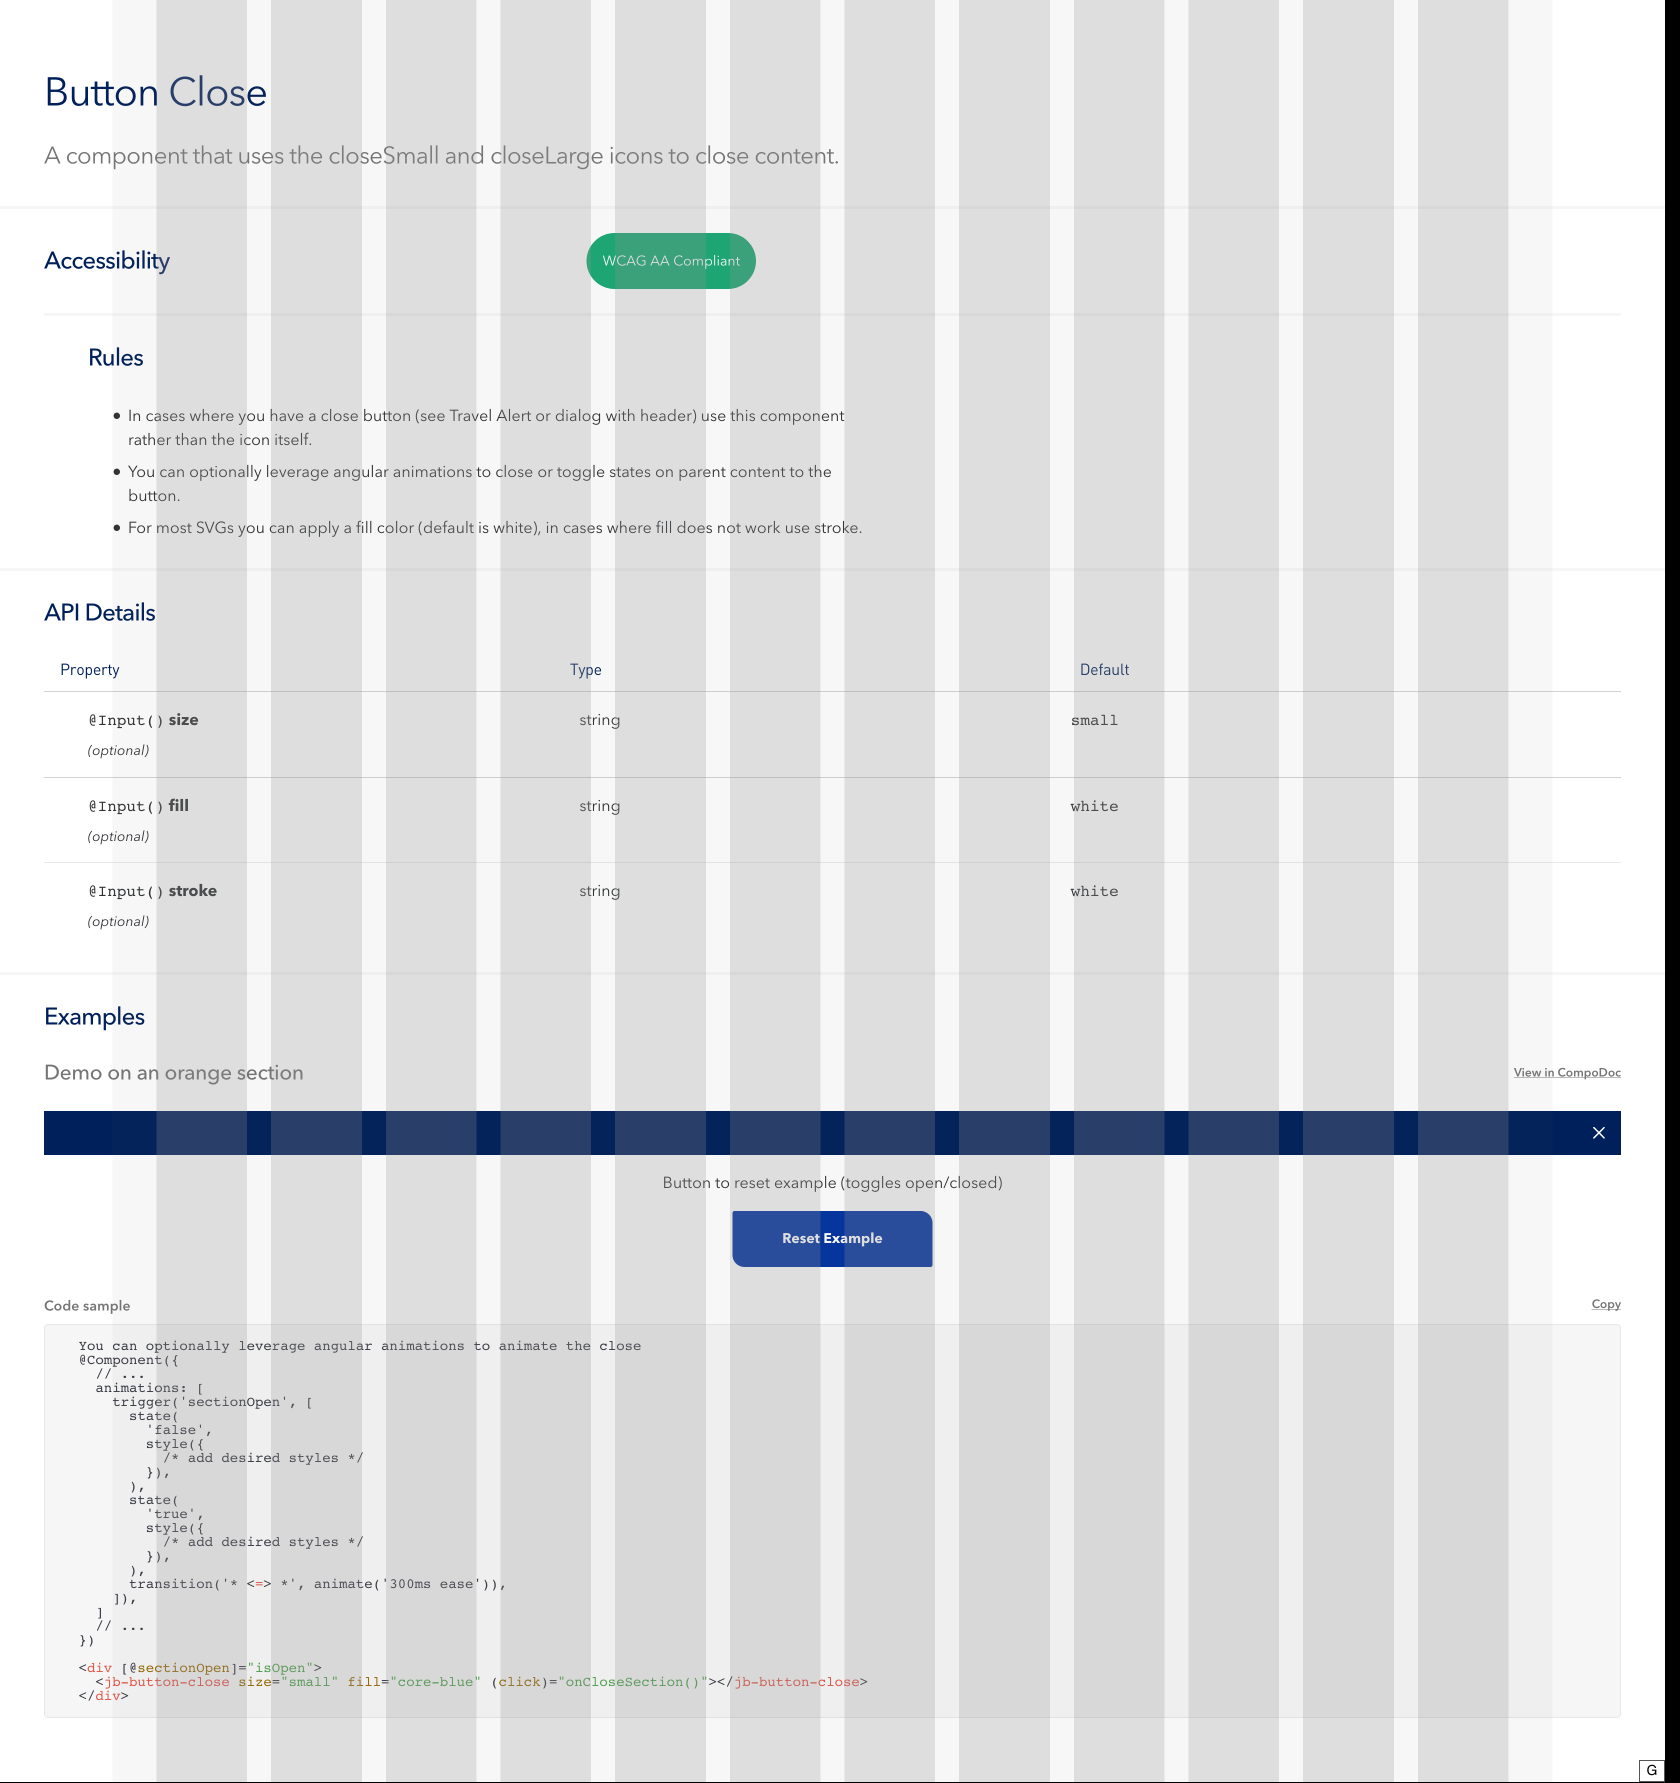 Button Close
A component that uses the closeSmall and closeLarge icons to close content.
Accessibility
WCAG AA Compliant
Rules
• In cases where you have a close button (see Travel Alert or dialog with header) use this component
rather than the icon itself.
• You can optionally leverage angular animations to close or toggle states on parent content to the
button.
• For most SVGs you can apply a fill color (default is white), in cases where fill does not work use stroke.
API Details
Property Type Default
@Input() size string small
(optional)
@Input() fill string white
(optional)
@Input() stroke string white
(optional)
Examples
Demo on an orange section
View in CompoDoc
Button to reset example (toggles open/closed)
Reset Example
Code sample
Copy
You can optionally leverage angular animations to animate the close
@Component({
  // ...
  animations: [
    trigger('sectionOpen', [
      state(
        'false',
        style({
          /* add desired styles */
        }),
      ),
      state(
        'true',
        style({
          /* add desired styles */
        }),
      ),
      transition('* <=> *', animate('300ms ease')),
    ]),
  ]
  // ...
})
<div [@sectionOpen]="isOpen">
  <jb-button-close size="small" fill="core-blue" (click)="onCloseSection()"></jb-button-close>
</div>
G